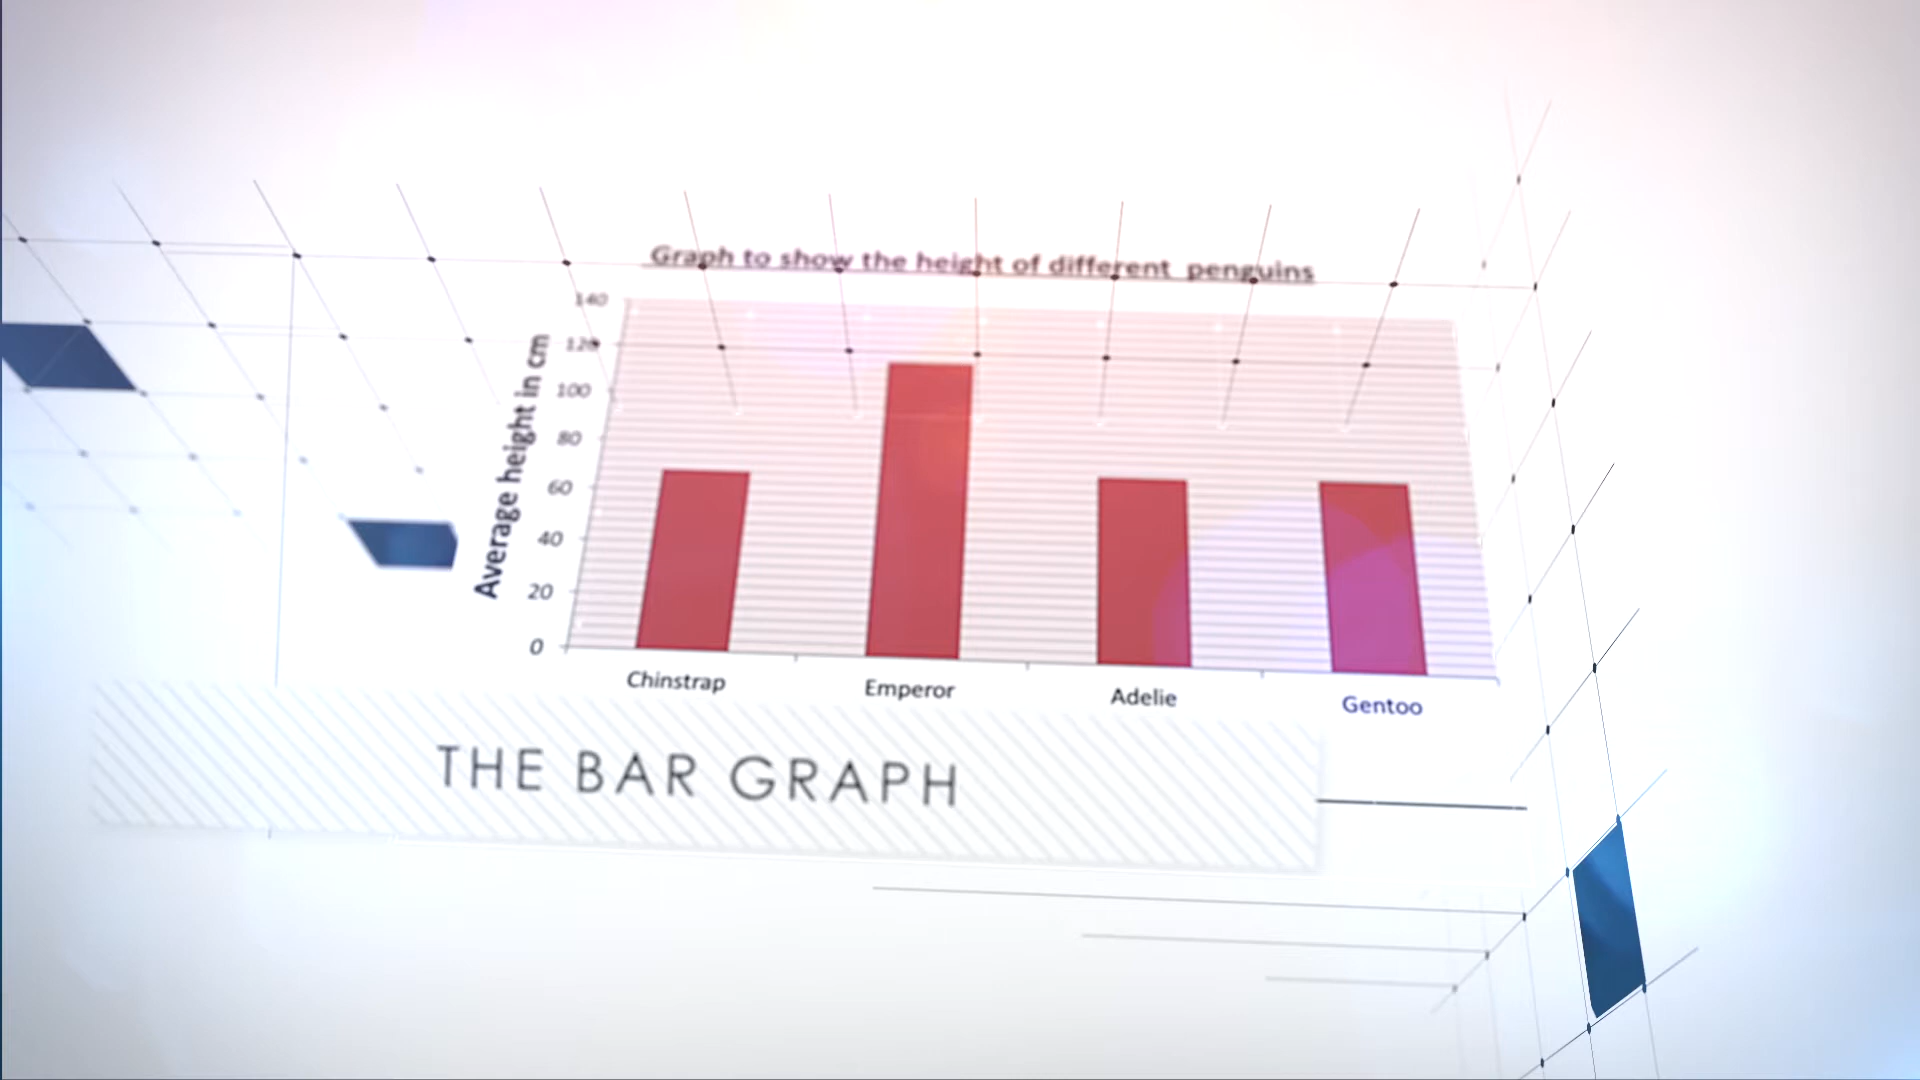 Graph to show the height of different penguins
Average height in cm
140
120
100
80
60
40
20
0
Chinstrap
Emperor
Adelie
Gentoo
THE BAR GRAPH